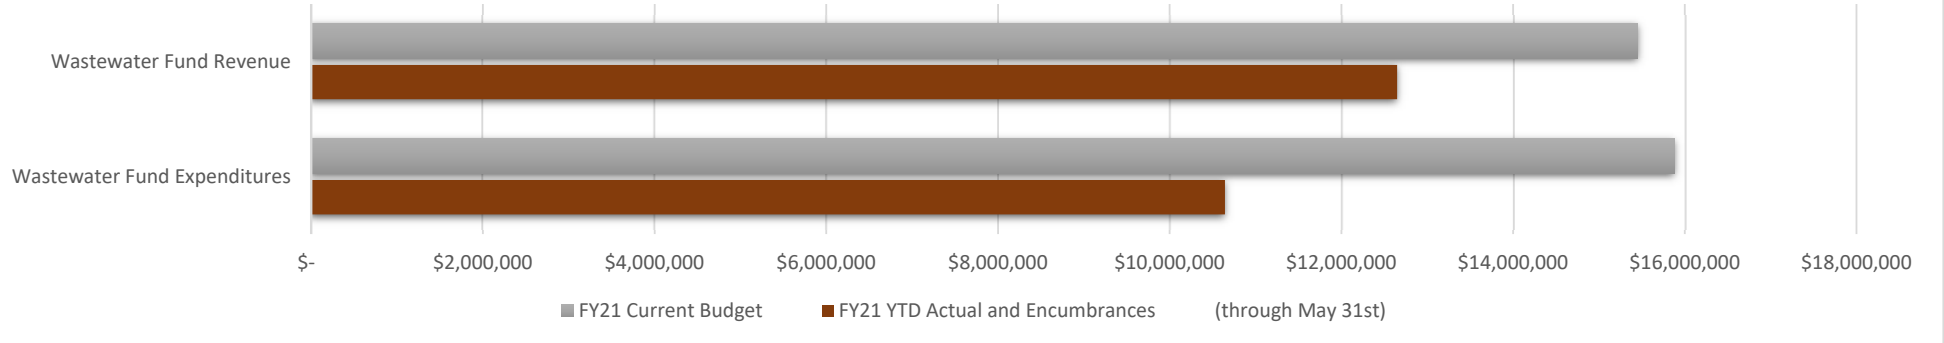 Wastewater Fund Revenue
Wastewater Fund Expenditures
$- $2,000,000 $4,000,000 $6,000,000 $8,000,000 $10,000,000 $12,000,000 $14,000,000 $16,000,000 $18,000,000
FY21 Current Budget FY21 YTD Actual and Encumbrances (through May 31st)